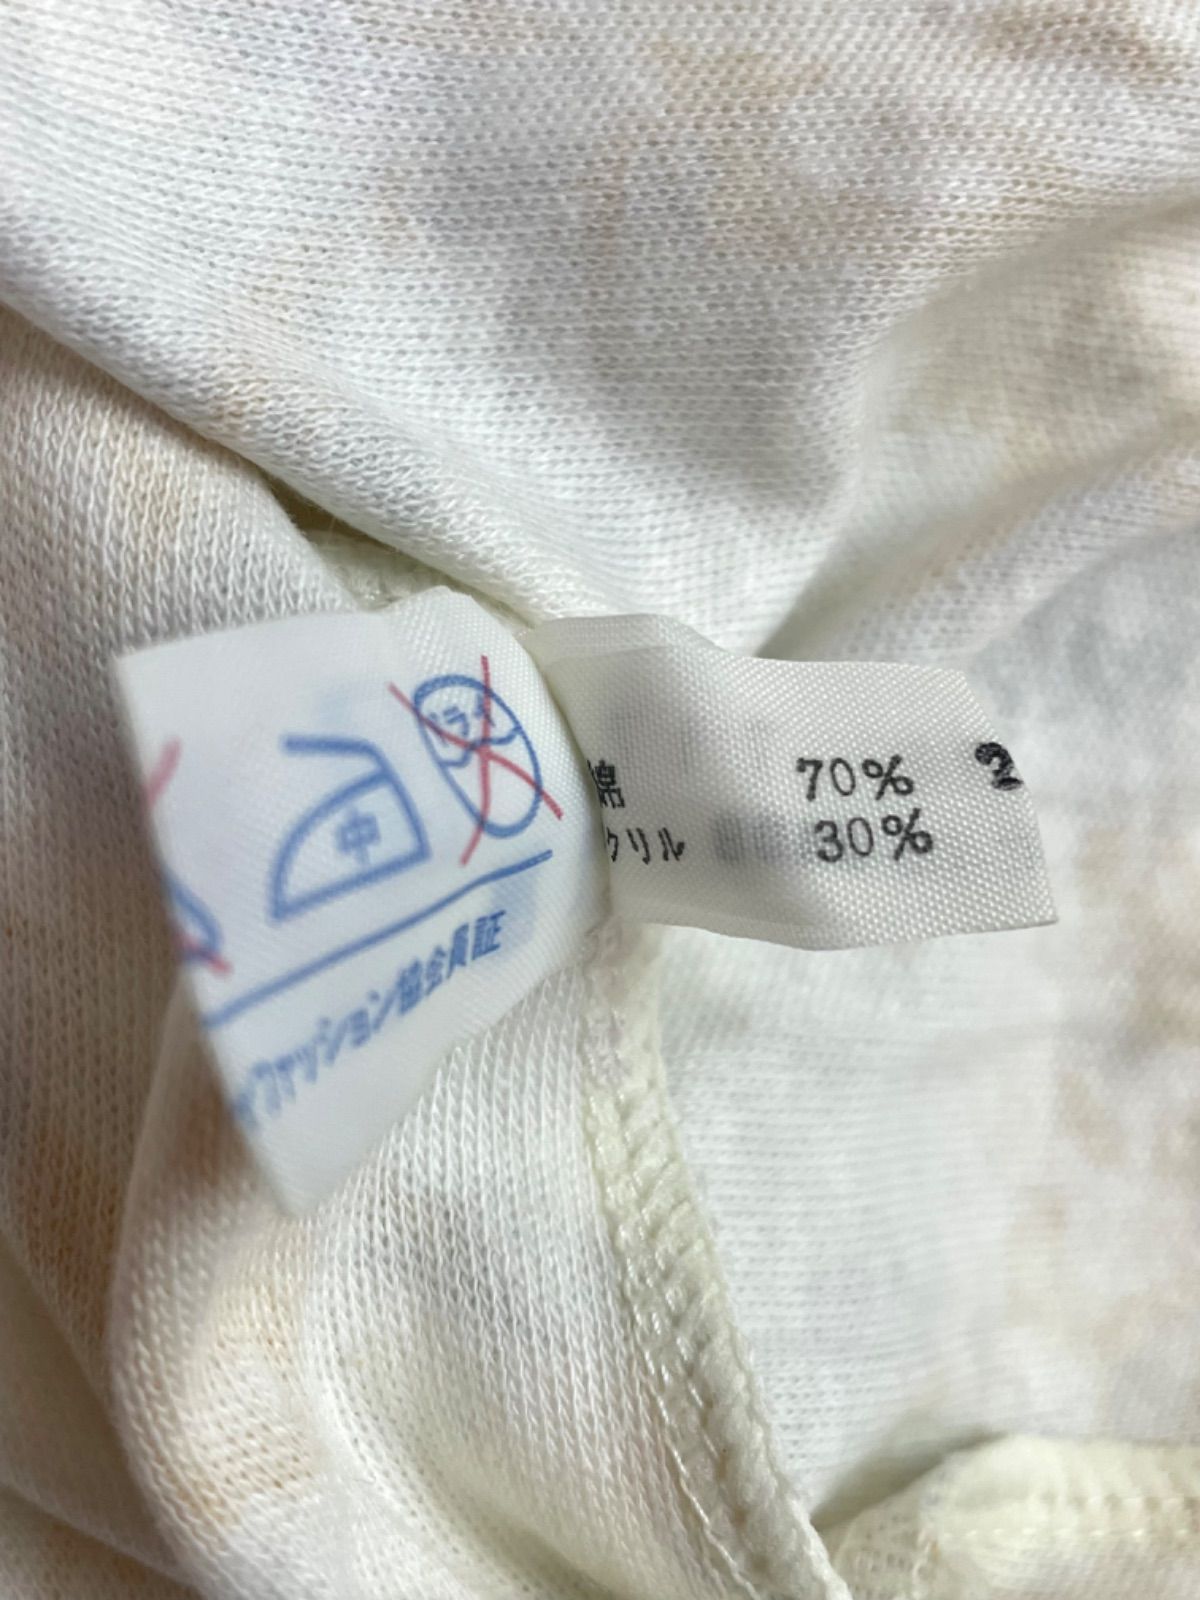 ドライ
中
ファッション協会員証
綿 70%
クリル 30%